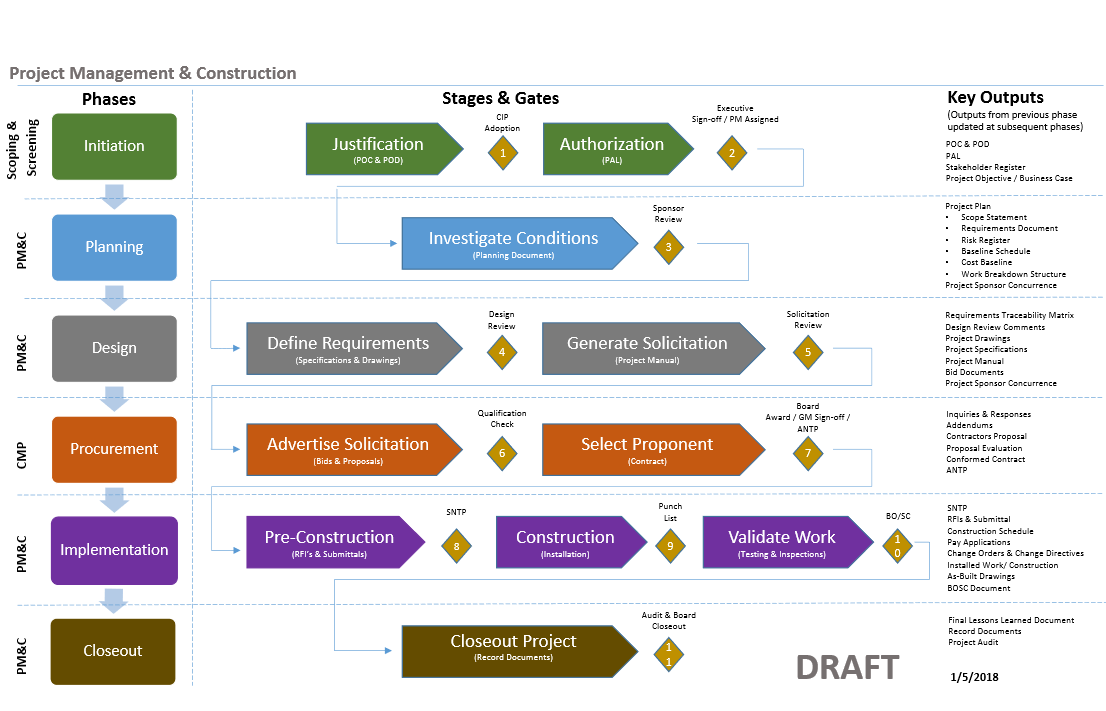 Project Management & Construction
Phases
Stages & Gates
Key Outputs
(Outputs from previous phase
updated at subsequent phases)
Scoping &
Screening
Initiation
Justification
(POC & POD)
CIP
Adoption
1
Authorization
(PAL)
Executive
Sign-off / PM Assigned
2
POC & POD
PAL
Stakeholder Register
Project Objective / Business Case
PM&C
Planning
Investigate Conditions
(Planning Document)
Sponsor
Review
3
Project Plan
• Scope Statement
• Requirements Document
• Risk Register
• Baseline Schedule
• Cost Baseline
• Work Breakdown Structure
Project Sponsor Concurrence
PM&C
Design
Define Requirements
(Specifications & Drawings)
Design
Review
4
Generate Solicitation
(Project Manual)
Solicitation
Review
5
Requirements Traceability Matrix
Design Review Comments
Project Drawings
Project Specifications
Project Manual
Bid Documents
Project Sponsor Concurrence
CMP
Procurement
Advertise Solicitation
(Bids & Proposals)
Qualification
Check
6
Select Proponent
(Contract)
Board
Award / GM Sign-off /
ANTP
7
Inquiries & Responses
Addendums
Contractors Proposal
Proposal Evaluation
Conformed Contract
ANTP
PM&C
Implementation
Pre-Construction
(RFI's & Submittals)
SNTP
8
Construction
(Installation)
Punch
List
9
Validate Work
(Testing & Inspections)
BO/SC
1
0
SNTP
RFIs & Submittal
Construction Schedule
Pay Applications
Change Orders & Change Directives
Installed Work/ Construction
As-Built Drawings
BOSC Document
PM&C
Closeout
Closeout Project
(Record Documents)
Audit & Board
Closeout
1
1
Final Lessons Learned Document
Record Documents
Project Audit
DRAFT
1/5/2018